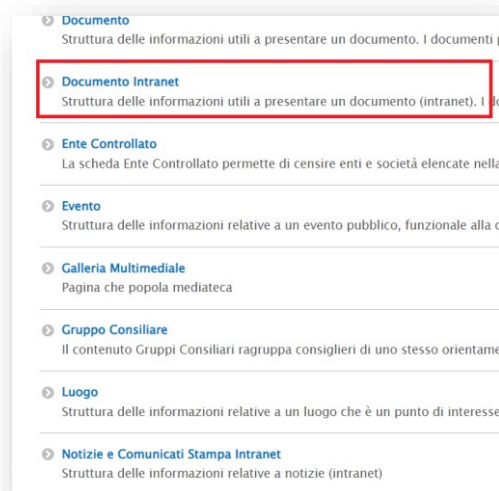 Documento
Struttura delle informazioni utili a presentare un documento. I documenti
Documento Intranet
Struttura delle informazioni utili a presentare un documento (intranet). I
Ente Controllato
La scheda Ente Controllato permette di censire enti e società elencate nella
Evento
Struttura delle informazioni relative a un evento pubblico, funzionale alla
Galleria Multimediale
Pagina che popola mediateca
Gruppo Consiliare
Il contenuto Gruppi Consiliari ragruppa consiglieri di uno stesso orientame
Luogo
Struttura delle informazioni relative a un luogo che è un punto di interesse
Notizie e Comunicati Stampa Intranet
Struttura delle informazioni relative a notizie (intranet)